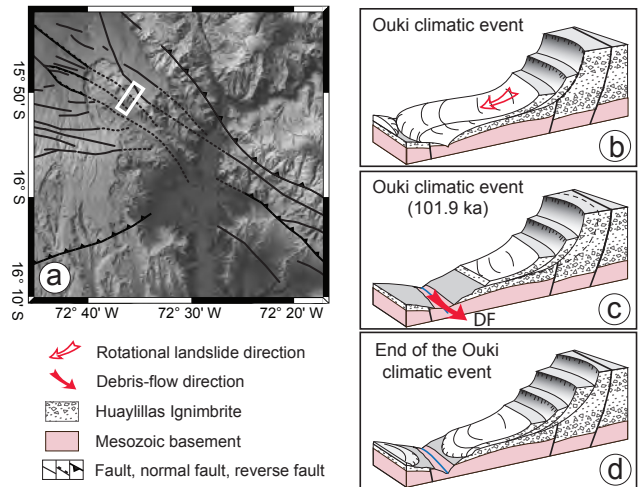 15° 50' S
16° S
16° 10' S
a
72° 40' W
72° 30' W
72° 20' W
Rotational landslide direction
Debris-flow direction
Huaylillas Ignimbrite
Mesozoic basement
Fault, normal fault, reverse fault
Ouki climatic event
b
Ouki climatic event
(101.9 ka)
DF
c
End of the Ouki
climatic event
d